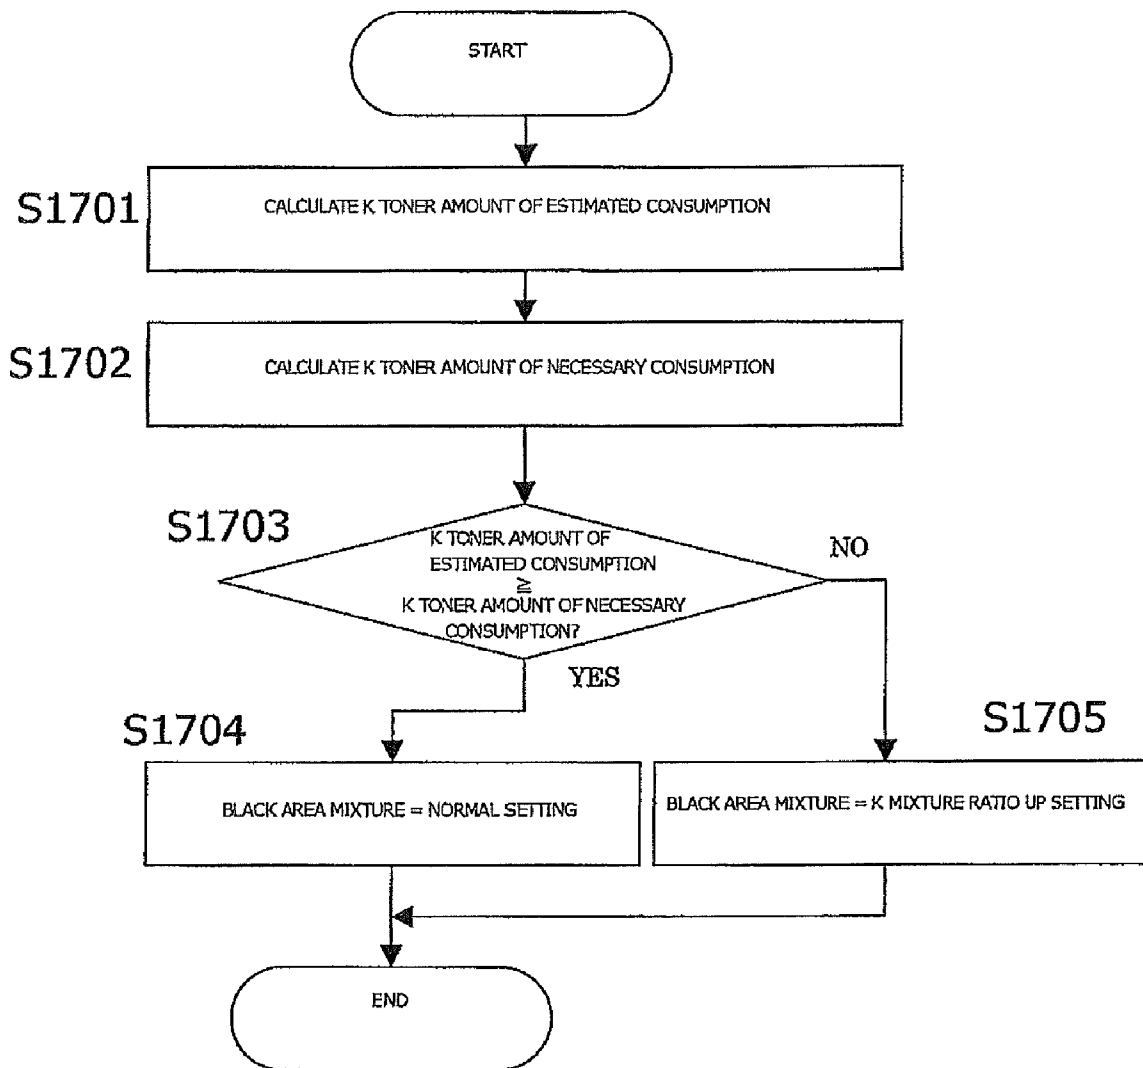 START
S1701
CALCULATE K TONER AMOUNT OF ESTIMATED CONSUMPTION
S1702
CALCULATE K TONER AMOUNT OF NECESSARY CONSUMPTION
S1703
K TONER AMOUNT OF
ESTIMATED CONSUMPTION
≧
K TONER AMOUNT OF NECESSARY
CONSUMPTION?
NO
YES
S1704
BLACK AREA MIXTURE = NORMAL SETTING
S1705
BLACK AREA MIXTURE = K MIXTURE RATIO UP SETTING
END